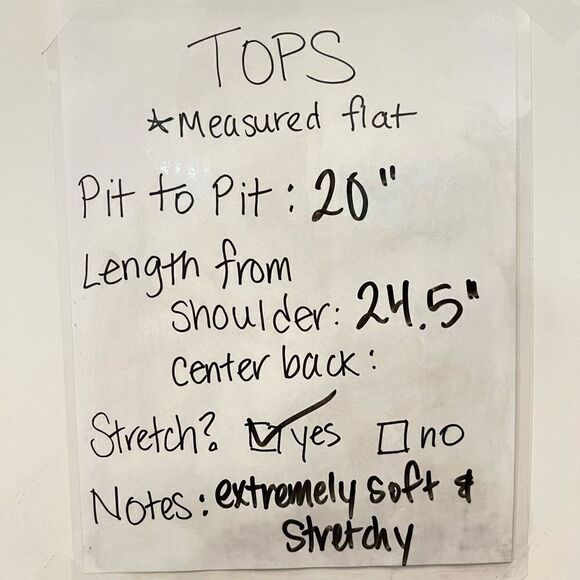 TOPS
*Measured flat
Pit to Pit: 20"
Length from
shoulder: 24.5"
center back:
Stretch? ☑ yes ☐ no
Notes: extremely soft &
stretchy